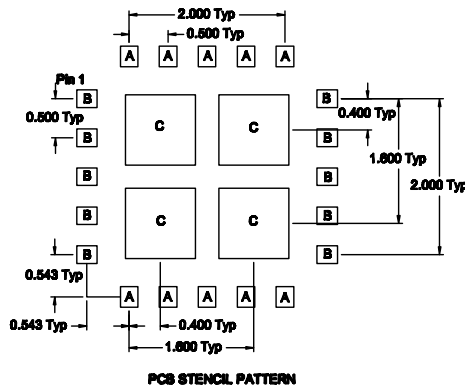 2.000 Typ
0.500 Typ
A A A A A
Pin 1
B B
0.500 Typ
0.400 Typ
C C
B B
1.600 Typ
B B
2.000 Typ
B B
C C
B B
0.543 Typ
A A A A A
0.543 Typ
0.400 Typ
1.600 Typ
PCB STENCIL PATTERN